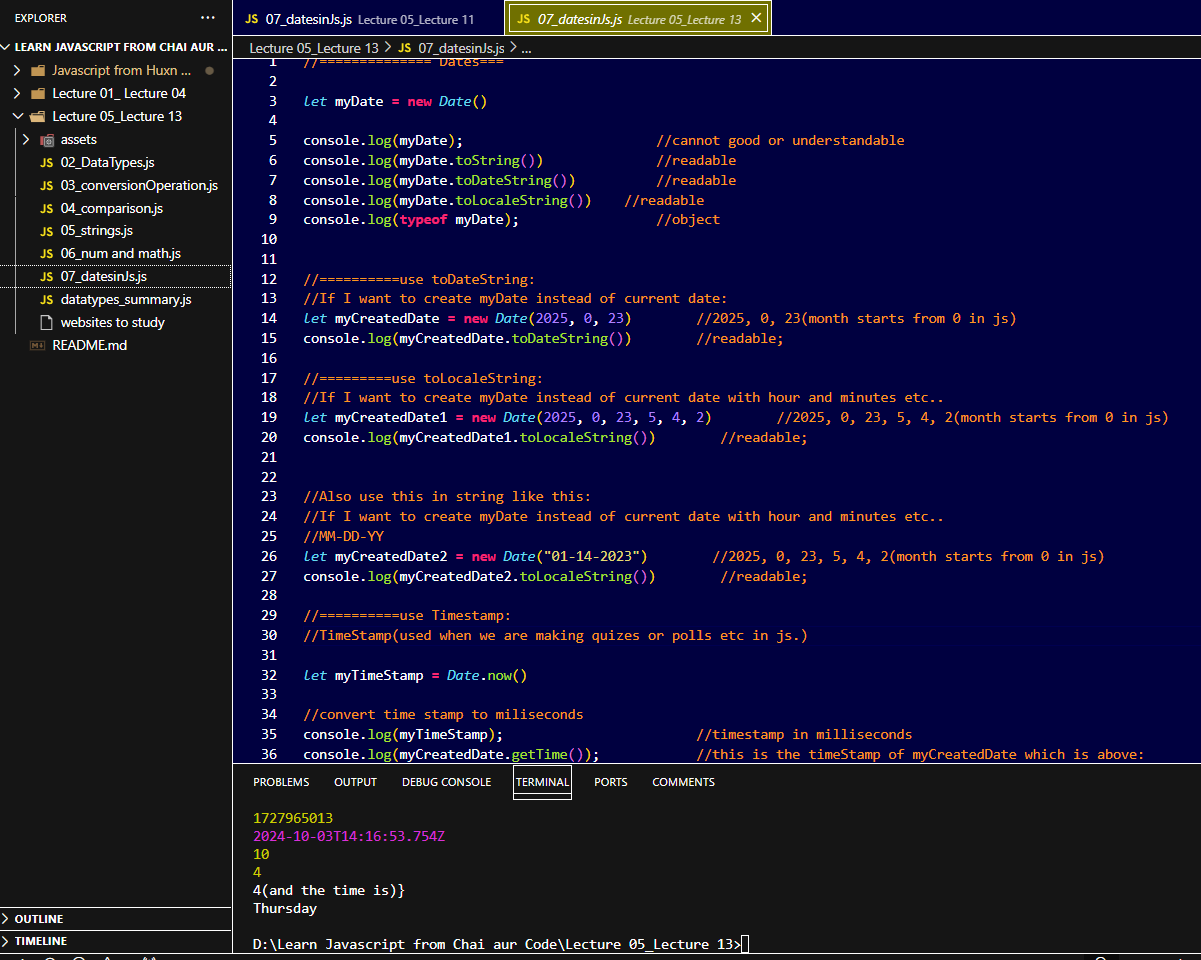 EXPLORER
LEARN JAVASCRIPT FROM CHAI AUR ...
Javascript from Huxn ...
Lecture 01_ Lecture 04
Lecture 05_Lecture 13
assets
JS 02_DataTypes.js
JS 03_conversionOperation.js
JS 04_comparison.js
JS 05_strings.js
JS 06_num and math.js
JS 07_datesinJs.js
JS datatypes_summary.js
websites to study
README.md
OUTLINE
TIMELINE
JS 07_datesinJs.js Lecture 05_Lecture 11
JS 07_datesinJs.js Lecture 05_Lecture 13
Lecture 05_Lecture 13 > JS 07_datesinJs.js > ...
1 //============== Dates===
2
3 let myDate = new Date()
4
5 console.log(myDate); //cannot good or understandable
6 console.log(myDate.toString()) //readable
7 console.log(myDate.toDateString()) //readable
8 console.log(myDate.toLocaleString()) //readable
9 console.log(typeof myDate); //object
10
11
12 //==========use toDateString:
13 //If I want to create myDate instead of current date:
14 let myCreatedDate = new Date(2025, 0, 23) //2025, 0, 23(month starts from 0 in js)
15 console.log(myCreatedDate.toDateString()) //readable;
16
17 //=========use toLocaleString:
18 //If I want to create myDate instead of current date with hour and minutes etc..
19 let myCreatedDate1 = new Date(2025, 0, 23, 5, 4, 2) //2025, 0, 23, 5, 4, 2(month starts from 0 in js)
20 console.log(myCreatedDate1.toLocaleString()) //readable;
21
22
23 //Also use this in string like this:
24 //If I want to create myDate instead of current date with hour and minutes etc..
25 //MM-DD-YY
26 let myCreatedDate2 = new Date("01-14-2023") //2025, 0, 23, 5, 4, 2(month starts from 0 in js)
27 console.log(myCreatedDate2.toLocaleString()) //readable;
28
29 //==========use Timestamp:
30 //TimeStamp(used when we are making quizes or polls etc in js.)
31
32 let myTimeStamp = Date.now()
33
34 //convert time stamp to miliseconds
35 console.log(myTimeStamp); //timestamp in milliseconds
36 console.log(myCreatedDate.getTime()); //this is the timeStamp of myCreatedDate which is above:
PROBLEMS OUTPUT DEBUG CONSOLE TERMINAL PORTS COMMENTS
1727965013
2024-10-03T14:16:53.754Z
10
4
4(and the time is)}
Thursday
D:\Learn Javascript from Chai aur Code\Lecture 05_Lecture 13>